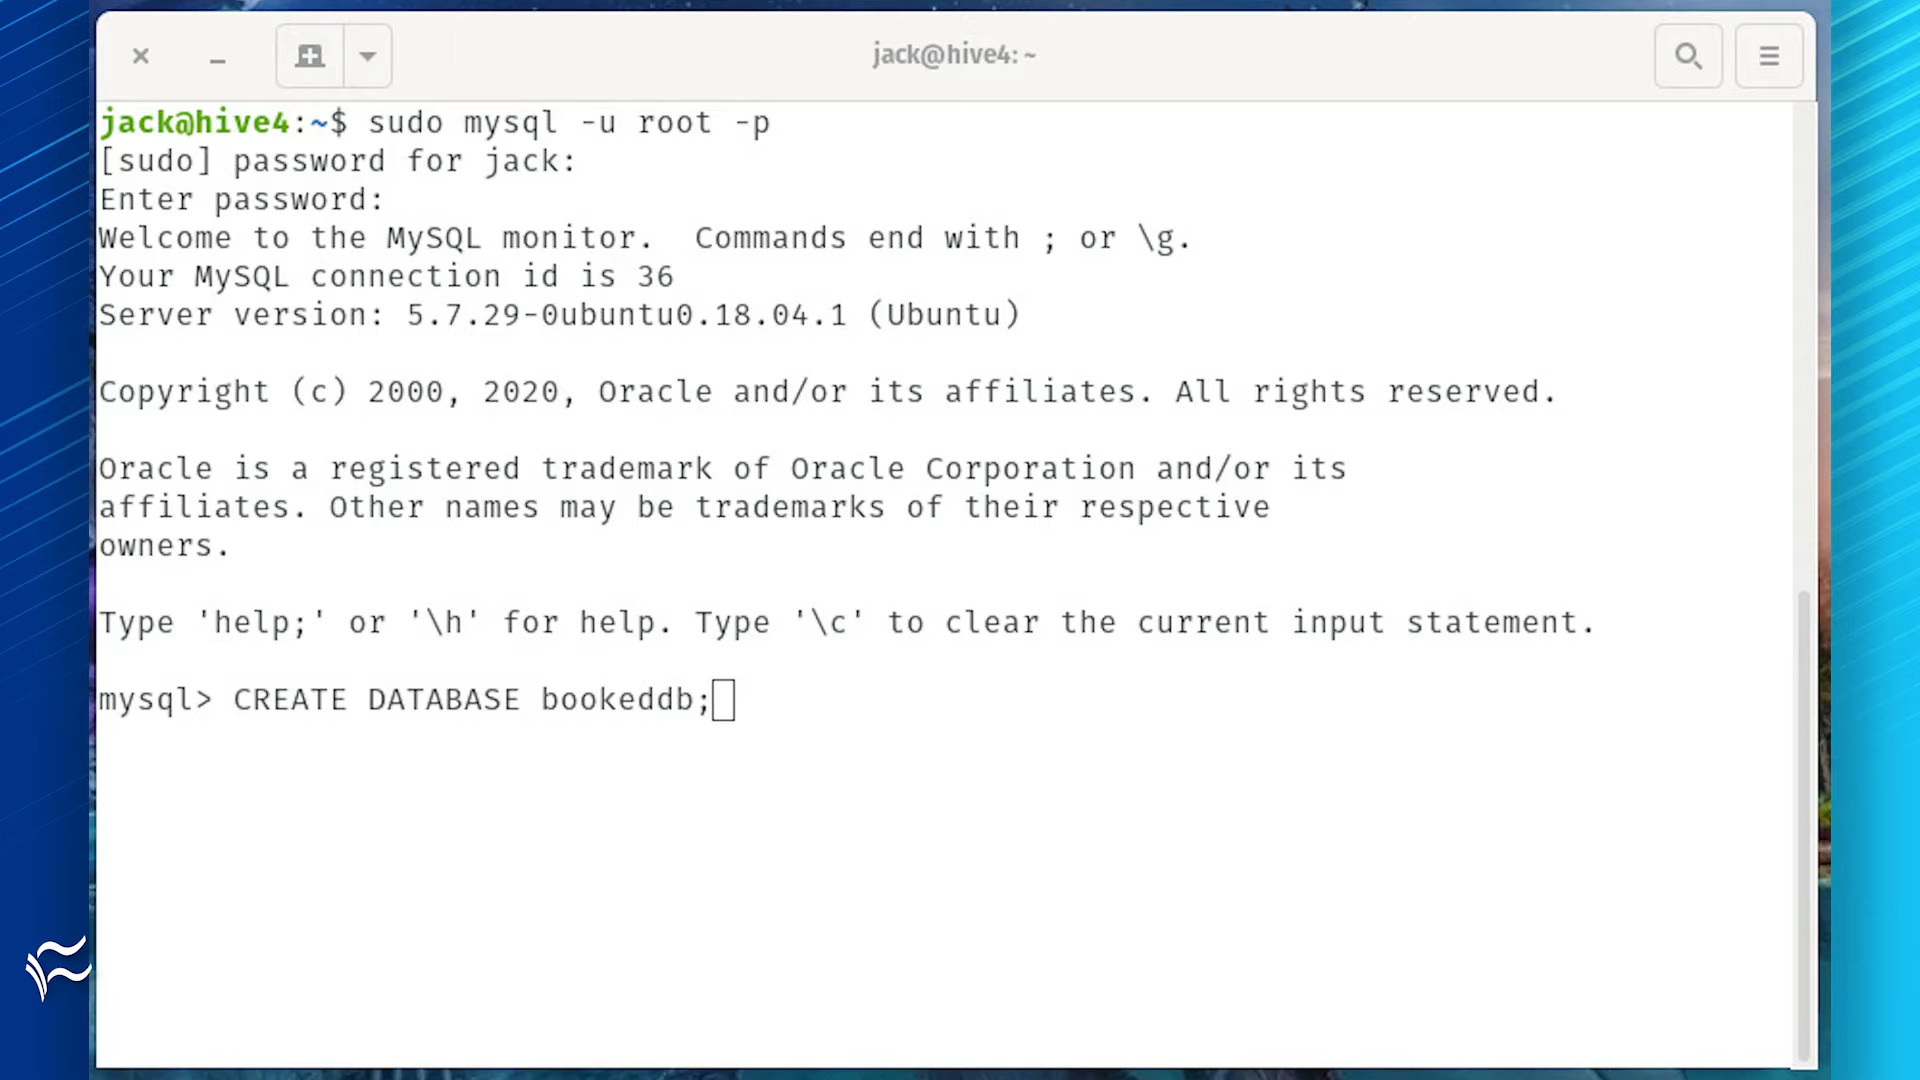 jack@hive4: ~
jack@hive4:~$ sudo mysql -u root -p
[sudo] password for jack:
Enter password:
Welcome to the MySQL monitor.  Commands end with ; or \g.
Your MySQL connection id is 36
Server version: 5.7.29-0ubuntu0.18.04.1 (Ubuntu)
Copyright (c) 2000, 2020, Oracle and/or its affiliates. All rights reserved.
Oracle is a registered trademark of Oracle Corporation and/or its
affiliates. Other names may be trademarks of their respective
owners.
Type 'help;' or '\h' for help. Type '\c' to clear the current input statement.
mysql> CREATE DATABASE bookeddb;